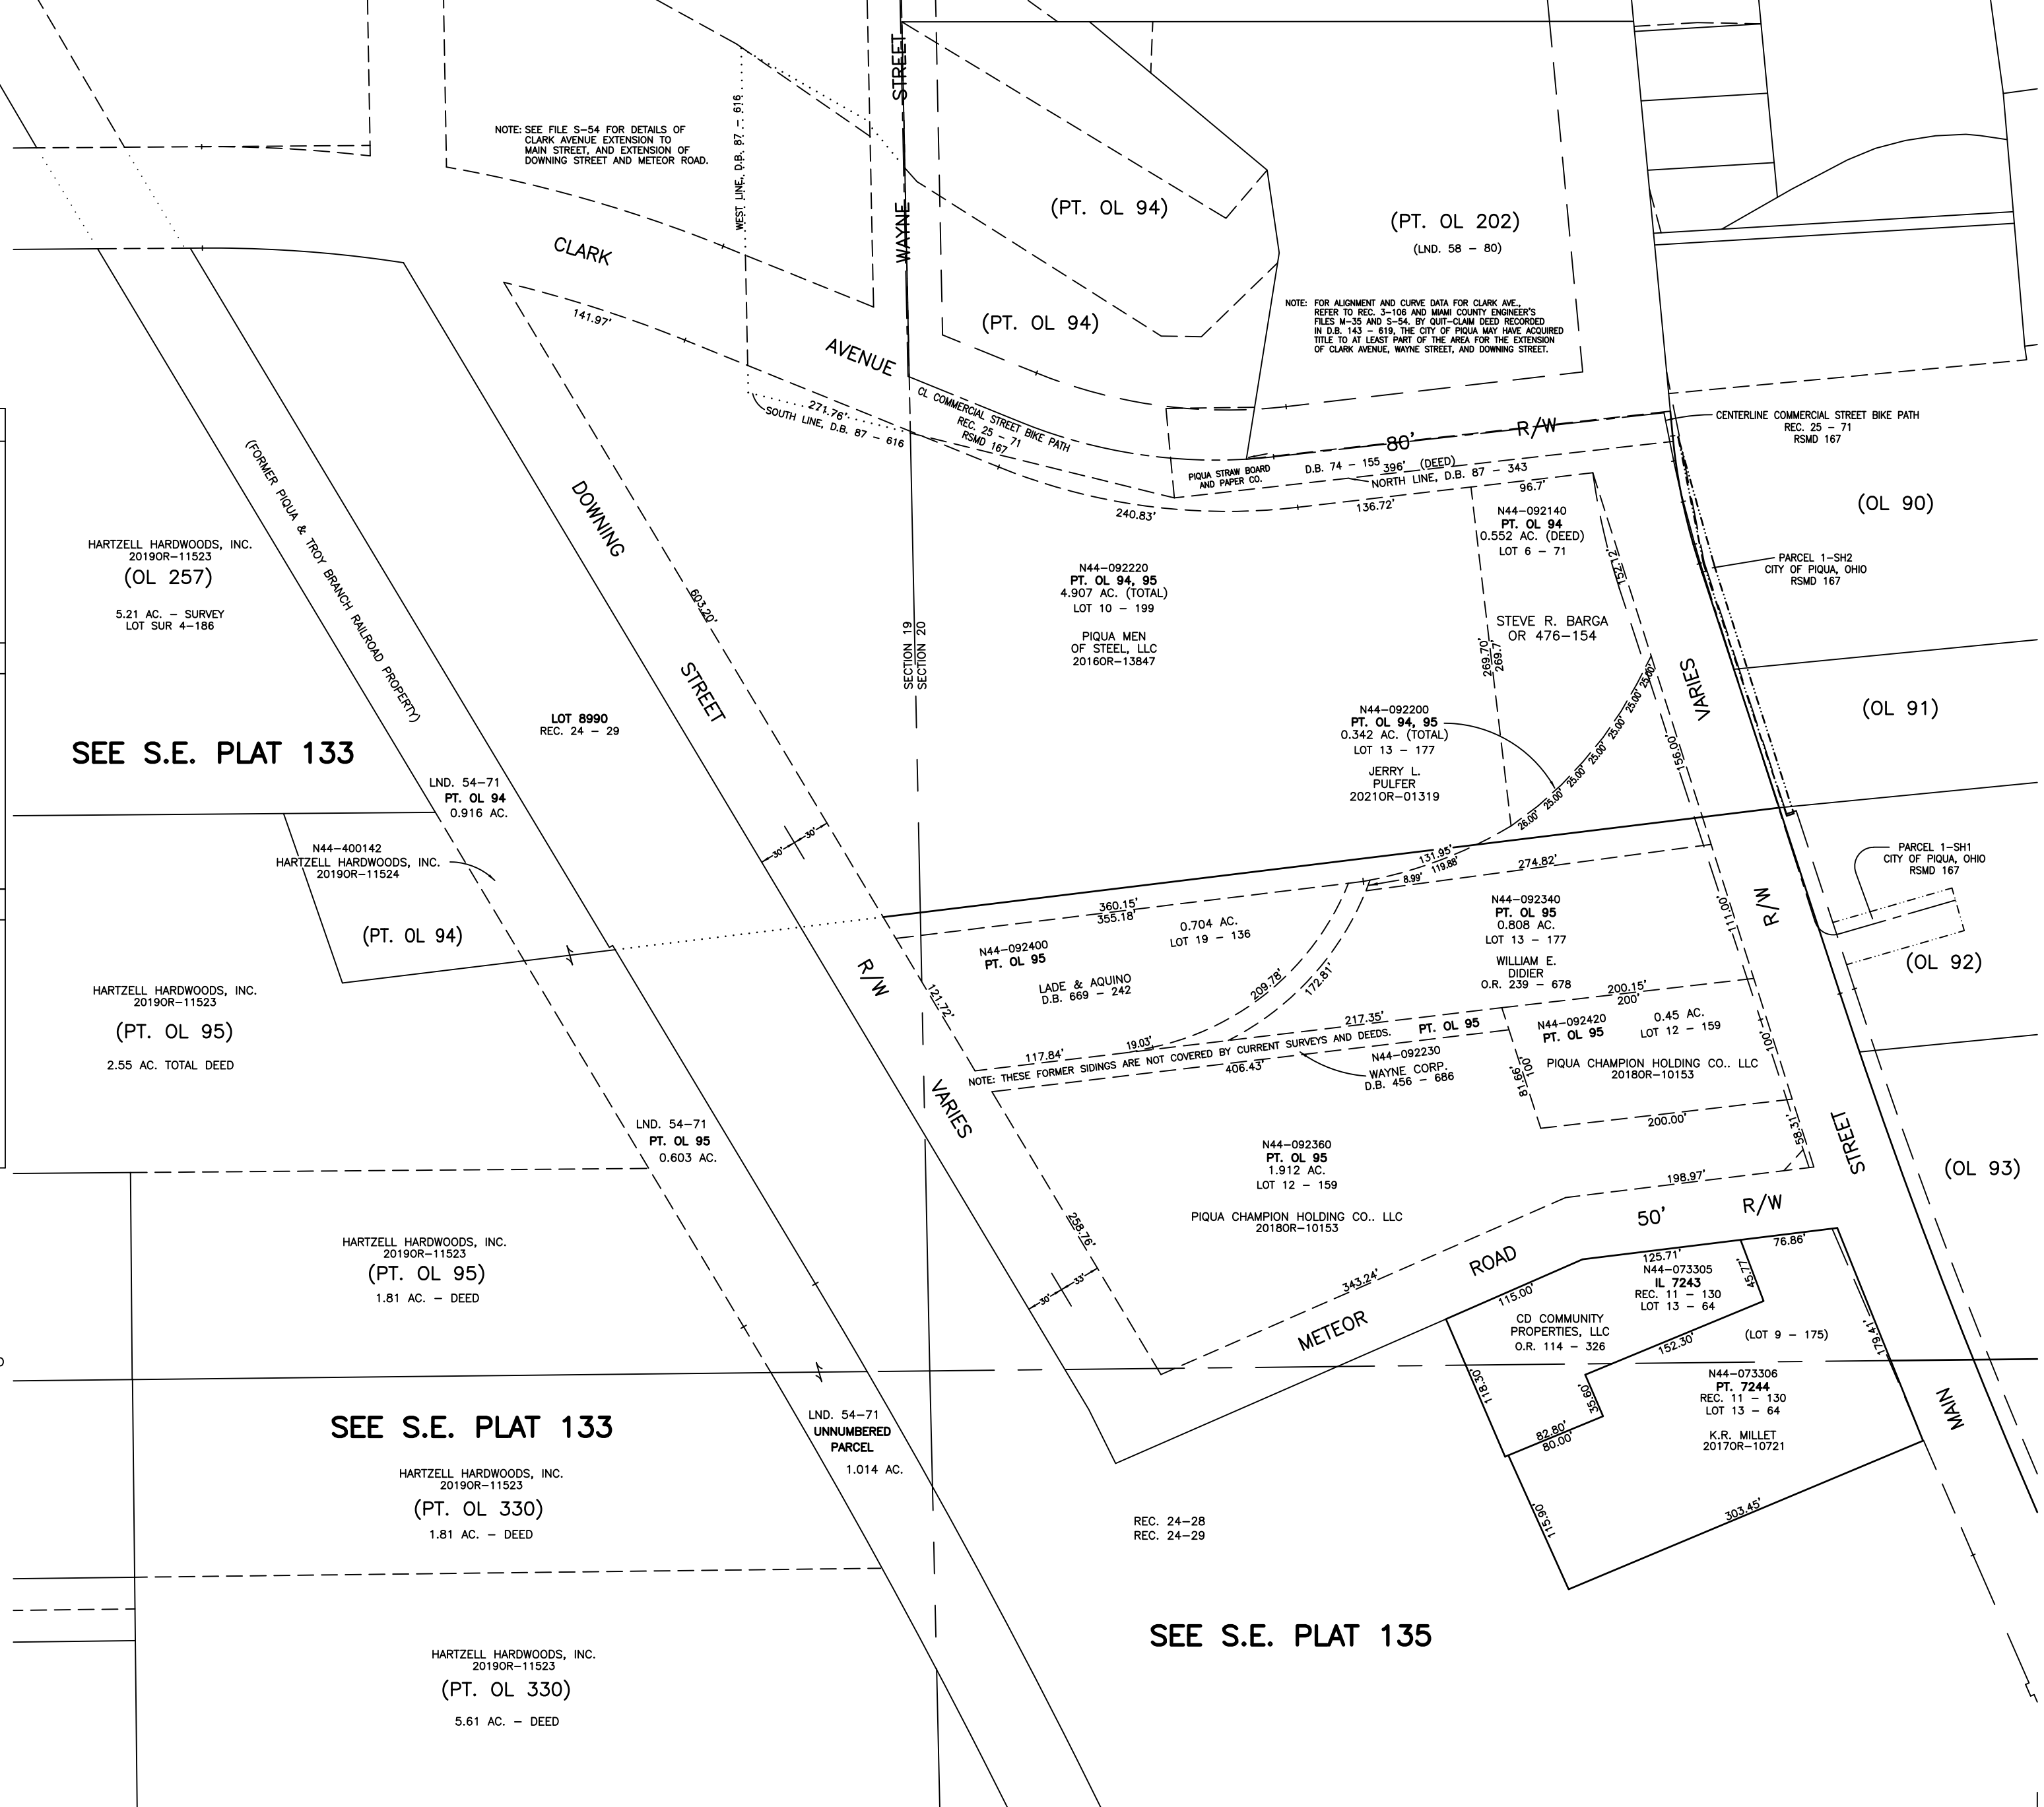 WAYNE STREET
WEST LINE, D.B. 87 - 616
NOTE: SEE FILE S-54 FOR DETAILS OF
CLARK AVENUE EXTENSION TO
MAIN STREET, AND EXTENSION OF
DOWNING STREET AND METEOR ROAD.
(PT. OL 94)
(PT. OL 202)
(LND. 58 - 80)
CLARK
AVENUE
(PT. OL 94)
NOTE: FOR ALIGNMENT AND CURVE DATA FOR CLARK AVE.,
REFER TO REC. 3-106 AND MIAMI COUNTY ENGINEER'S
FILES M-35 AND S-54. BY QUIT-CLAIM DEED RECORDED
IN D.B. 143 - 619, THE CITY OF PIQUA MAY HAVE ACQUIRED
TITLE TO AT LEAST PART OF THE AREA FOR THE EXTENSION
OF CLARK AVENUE, WAYNE STREET, AND DOWNING STREET.
141.97'
271.76'
SOUTH LINE, D.B. 87 - 616
CL COMMERCIAL STREET BIKE PATH
REC. 25 - 71
RSMD 167
80'
R/W
CENTERLINE COMMERCIAL STREET BIKE PATH
REC. 25 - 71
RSMD 167
PIQUA STRAW BOARD
AND PAPER CO.
D.B. 74 - 155
396' (DEED)
NORTH LINE, D.B. 87 - 343
240.83'
136.72'
96.7'
(FORMER PIQUA & TROY BRANCH RAILROAD PROPERTY)
DOWNING
STREET
R/W
VARIES
603.20'
HARTZELL HARDWOODS, INC.
2019OR-11523
(OL 257)
5.21 AC. - SURVEY
LOT SUR 4-186
SECTION 19
SECTION 20
N44-092220
PT. OL 94, 95
4.907 AC. (TOTAL)
LOT 10 - 199
PIQUA MEN
OF STEEL, LLC
2016OR-13847
N44-092140
PT. OL 94
0.552 AC. (DEED)
LOT 6 - 71
STEVE R. BARGA
OR 476-154
152.12'
269.70'
269.7'
(OL 90)
PARCEL 1-SH2
CITY OF PIQUA, OHIO
RSMD 167
(OL 91)
VARIES
156.00'
N44-092200
PT. OL 94, 95
0.342 AC. (TOTAL)
LOT 13 - 177
JERRY L.
PULFER
2021OR-01319
26.00' 25.00' 25.00' 25.00' 25.00' 25.00' 25.00'
LOT 8990
REC. 24 - 29
SEE S.E. PLAT 133
LND. 54-71
PT. OL 94
0.916 AC.
N44-400142
HARTZELL HARDWOODS, INC.
2019OR-11524
(PT. OL 94)
30'
30'
131.95'
119.88'
8.99'
274.82'
360.15'
355.18'
0.704 AC.
LOT 19 - 136
N44-092400
PT. OL 95
LADE & AQUINO
D.B. 669 - 242
N44-092340
PT. OL 95
0.808 AC.
LOT 13 - 177
WILLIAM E.
DIDIER
O.R. 239 - 678
111.00'
R/W
PARCEL 1-SH1
CITY OF PIQUA, OHIO
RSMD 167
(OL 92)
HARTZELL HARDWOODS, INC.
2019OR-11523
(PT. OL 95)
2.55 AC. TOTAL DEED
121.72'
209.78'
172.81'
200.15'
200'
217.35'
117.84'
19.03'
NOTE: THESE FORMER SIDINGS ARE NOT COVERED BY CURRENT SURVEYS AND DEEDS.
PT. OL 95
406.43'
N44-092230
WAYNE CORP.
D.B. 456 - 686
N44-092420
PT. OL 95
0.45 AC.
LOT 12 - 159
PIQUA CHAMPION HOLDING CO.. LLC
2018OR-10153
81.66'
100'
100'
200.00'
58.31'
LND. 54-71
PT. OL 95
0.603 AC.
N44-092360
PT. OL 95
1.912 AC.
LOT 12 - 159
PIQUA CHAMPION HOLDING CO.. LLC
2018OR-10153
258.76'
198.97'
STREET
(OL 93)
50'
R/W
HARTZELL HARDWOODS, INC.
2019OR-11523
(PT. OL 95)
1.81 AC. - DEED
30'
33'
343.24'
METEOR
ROAD
125.71'
76.86'
115.00'
N44-073305
IL 7243
REC. 11 - 130
LOT 13 - 64
45.77'
CD COMMUNITY
PROPERTIES, LLC
O.R. 114 - 326
(LOT 9 - 175)
152.30'
179.41'
118.30'
35.60'
82.80'
80.00'
N44-073306
PT. 7244
REC. 11 - 130
LOT 13 - 64
K.R. MILLET
2017OR-10721
MAIN
115.90'
303.45'
SEE S.E. PLAT 133
LND. 54-71
UNNUMBERED
PARCEL
1.014 AC.
HARTZELL HARDWOODS, INC.
2019OR-11523
(PT. OL 330)
1.81 AC. - DEED
REC. 24-28
REC. 24-29
SEE S.E. PLAT 135
HARTZELL HARDWOODS, INC.
2019OR-11523
(PT. OL 330)
5.61 AC. - DEED